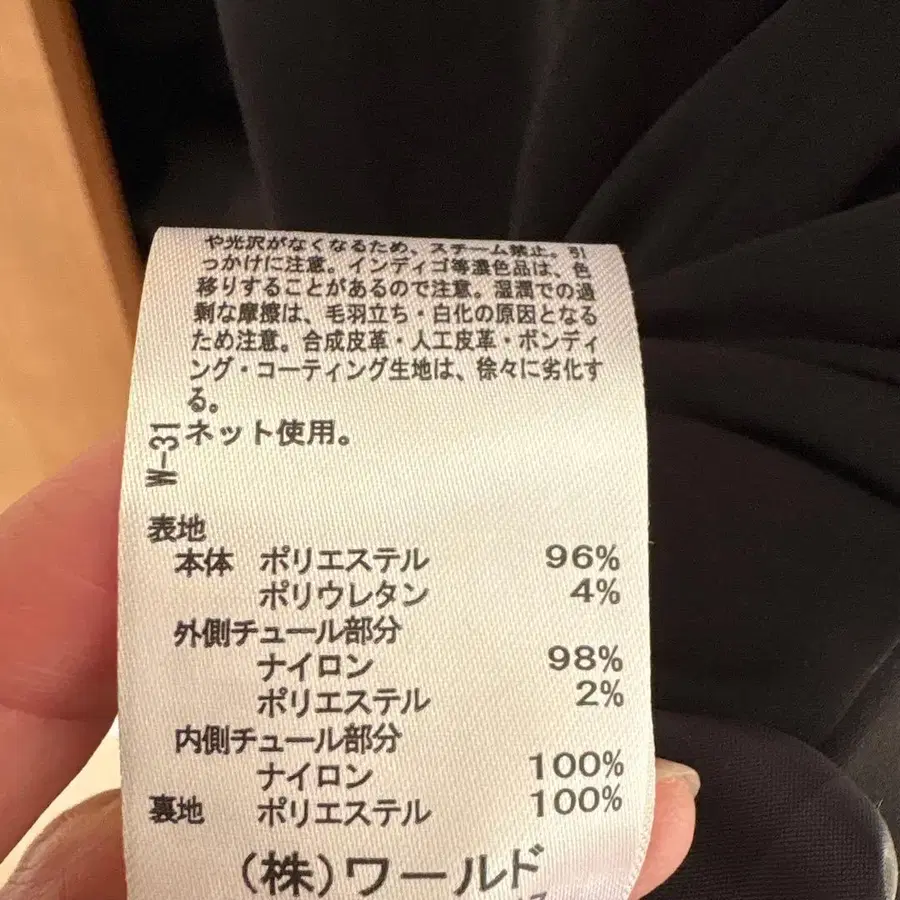 や光沢がなくなるため、スチーム禁止。引
っかけに注意。インディゴ等濃色品は、色
移りすることがあるので注意。湿潤での過
剰な摩擦は、毛羽立ち・白化の原因となる
ため注意。合成皮革・人工皮革・ボンディ
ング・コーティング生地は、徐々に劣化す
る。
ネット使用。
W-31
表地
本体 ポリエステル 96%
ポリウレタン 4%
外側チュール部分
ナイロン 98%
ポリエステル 2%
内側チュール部分
ナイロン 100%
裏地 ポリエステル 100%
(株)ワールド